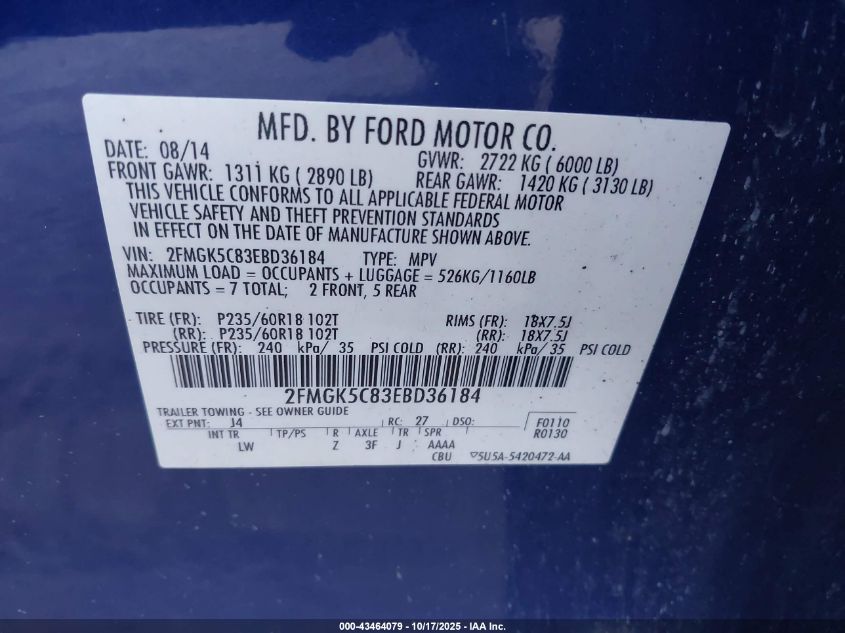 MFD. BY FORD MOTOR CO.
DATE: 08/14 GVWR: 2722 KG ( 6000 LB)
FRONT GAWR: 1311 KG ( 2890 LB) REAR GAWR: 1420 KG ( 3130 LB)
THIS VEHICLE CONFORMS TO ALL APPLICABLE FEDERAL MOTOR
VEHICLE SAFETY AND THEFT PREVENTION STANDARDS
IN EFFECT ON THE DATE OF MANUFACTURE SHOWN ABOVE.
VIN: 2FMGK5C83EBD36184 TYPE: MPV
MAXIMUM LOAD = OCCUPANTS + LUGGAGE = 526KG/1160LB
OCCUPANTS = 7 TOTAL; 2 FRONT, 5 REAR
TIRE (FR): P235/60R18 102T RIMS (FR): 18X7.5J
(RR): P235/60R18 102T (RR): 18X7.5J
PRESSURE (FR): 240 kPa/ 35 PSI COLD (RR): 240 kPa/ 35 PSI COLD
2FMGK5C83EBD36184
TRAILER TOWING - SEE OWNER GUIDE
EXT PNT: J4 RC: 27 DSO: F0110
INT TR TP/PS R AXLE TR SPR R0130
LW Z 3F J AAAA
CBU ▽5U5A-5420472-AA
000-43464079 - 10/17/2025 - IAA Inc.